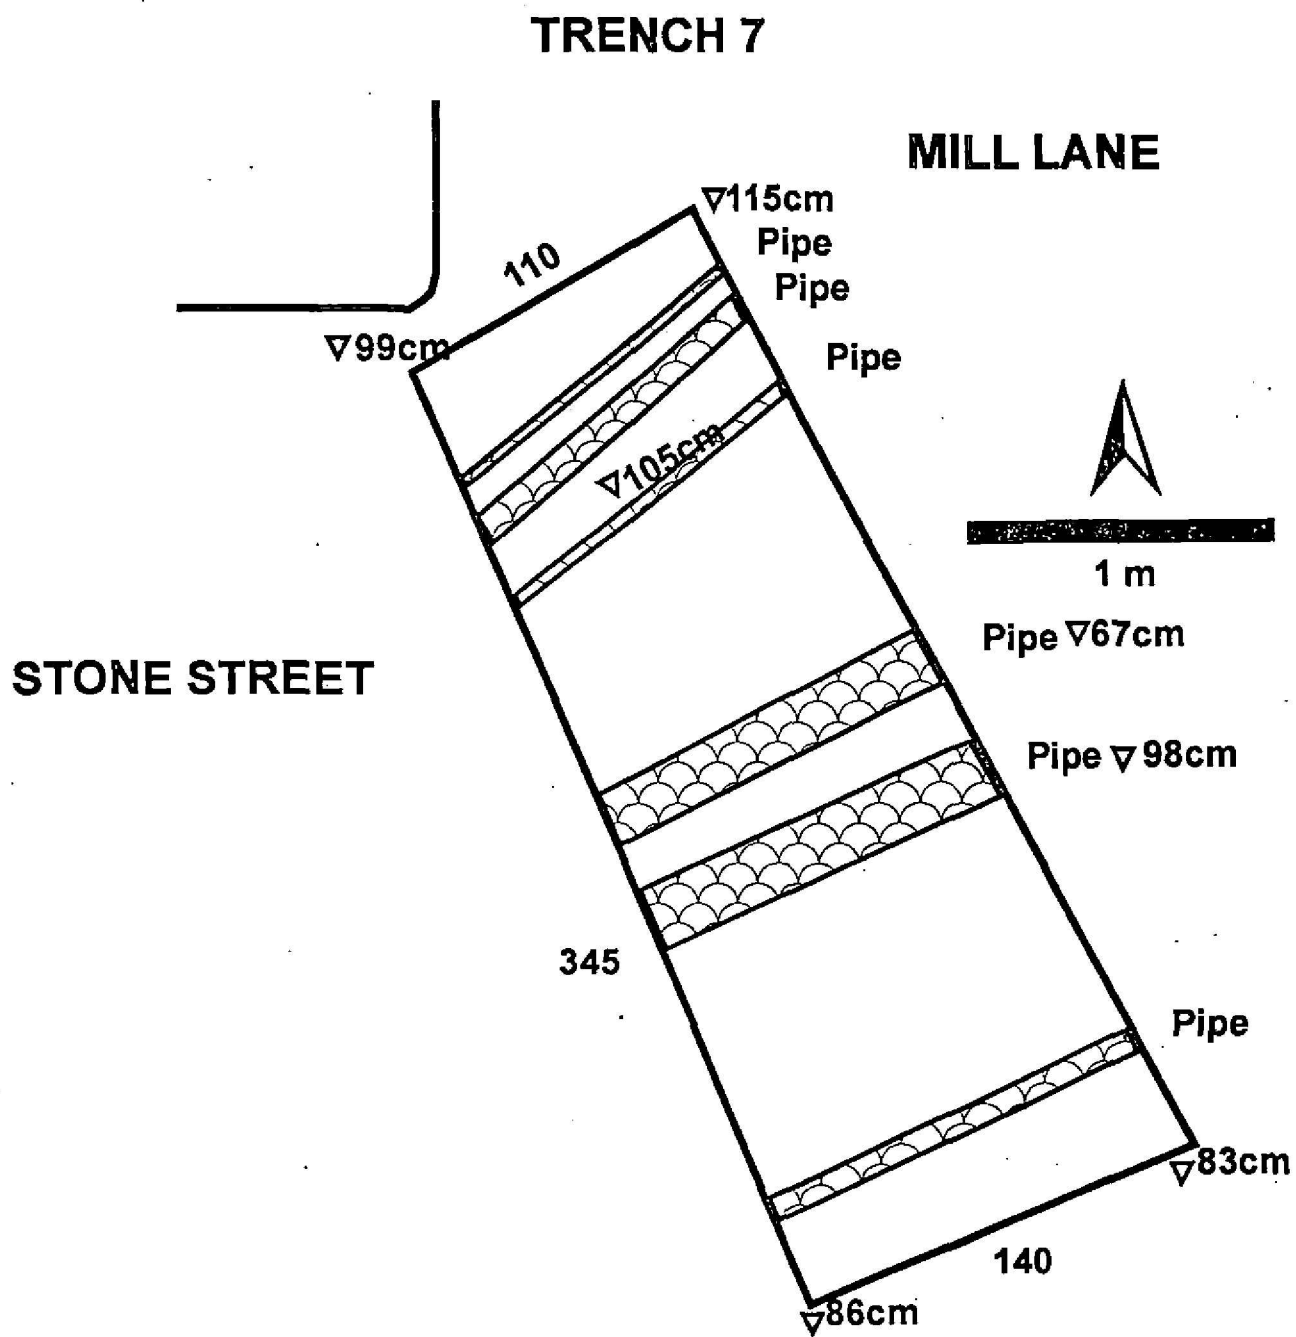 TRENCH 7
MILL LANE
▽115cm
Pipe
110
Pipe
▽99cm
Pipe
▽105cm
1 m
Pipe ▽67cm
STONE STREET
Pipe ▽98cm
345
Pipe
▽83cm
140
▽86cm